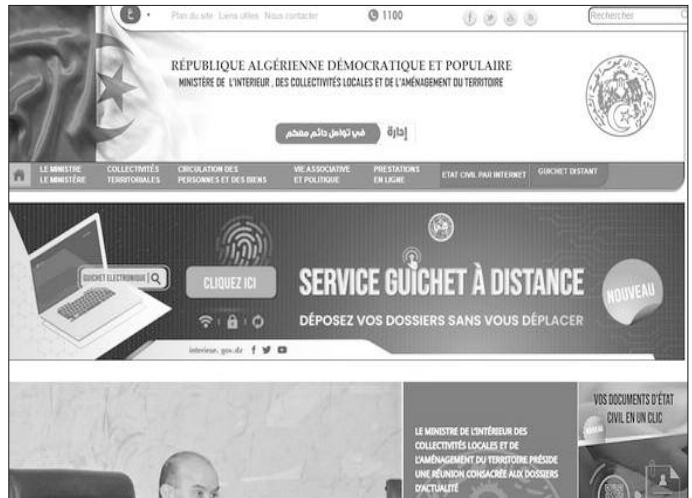 ع
Plan du site Liens utiles Nous contacter
1100
Rechercher
RÉPUBLIQUE ALGÉRIENNE DÉMOCRATIQUE ET POPULAIRE
MINISTÈRE DE L'INTERIEUR , DES COLLECTIVITÉS LOCALES ET DE L'AMÉNAGEMENT DU TERRITOIRE
إدارة في تواصل دائم معكم
LE MINISTRE
LE MINISTÈRE
COLLECTIVITÉS
TERRITORIALES
CIRCULATION DES
PERSONNES ET DES BIENS
VIE ASSOCIATIVE
ET POLITIQUE
PRESTATIONS
EN LIGNE
ETAT CIVIL PAR INTERNET
GUICHET DISTANT
GUICHET ELECTRONIQUE
CLIQUEZ ICI
SERVICE GUICHET À DISTANCE
DÉPOSEZ VOS DOSSIERS SANS VOUS DÉPLACER
NOUVEAU
interieur.gov.dz
LE MINISTRE DE L'INTÉRIEUR DES
COLLECTIVITÉS LOCALES ET DE
L'AMÉNAGEMENT DU TERRITOIRE PRÉSIDE
UNE RÉUNION CONSACRÉE AUX DOSSIERS
D'ACTUALITÉ
VOS DOCUMENTS D'ÉTAT
CIVIL EN UN CLIC
NOUVEAU